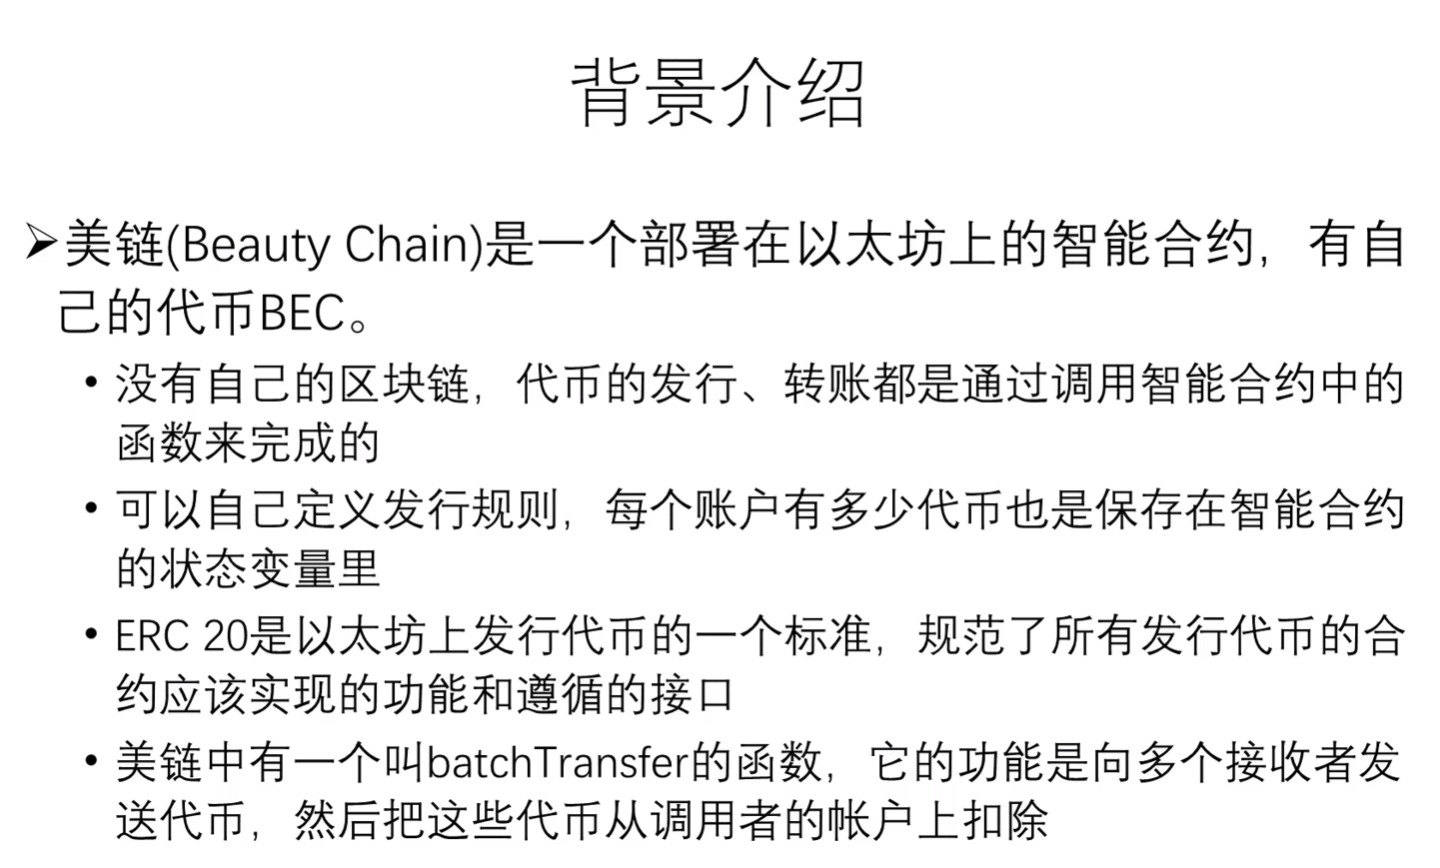 背景介绍
➢美链(Beauty Chain)是一个部署在以太坊上的智能合约，有自
己的代币BEC。
• 没有自己的区块链，代币的发行、转账都是通过调用智能合约中的
函数来完成的
• 可以自己定义发行规则，每个账户有多少代币也是保存在智能合约
的状态变量里
• ERC 20是以太坊上发行代币的一个标准，规范了所有发行代币的合
约应该实现的功能和遵循的接口
• 美链中有一个叫batchTransfer的函数，它的功能是向多个接收者发
送代币，然后把这些代币从调用者的帐户上扣除